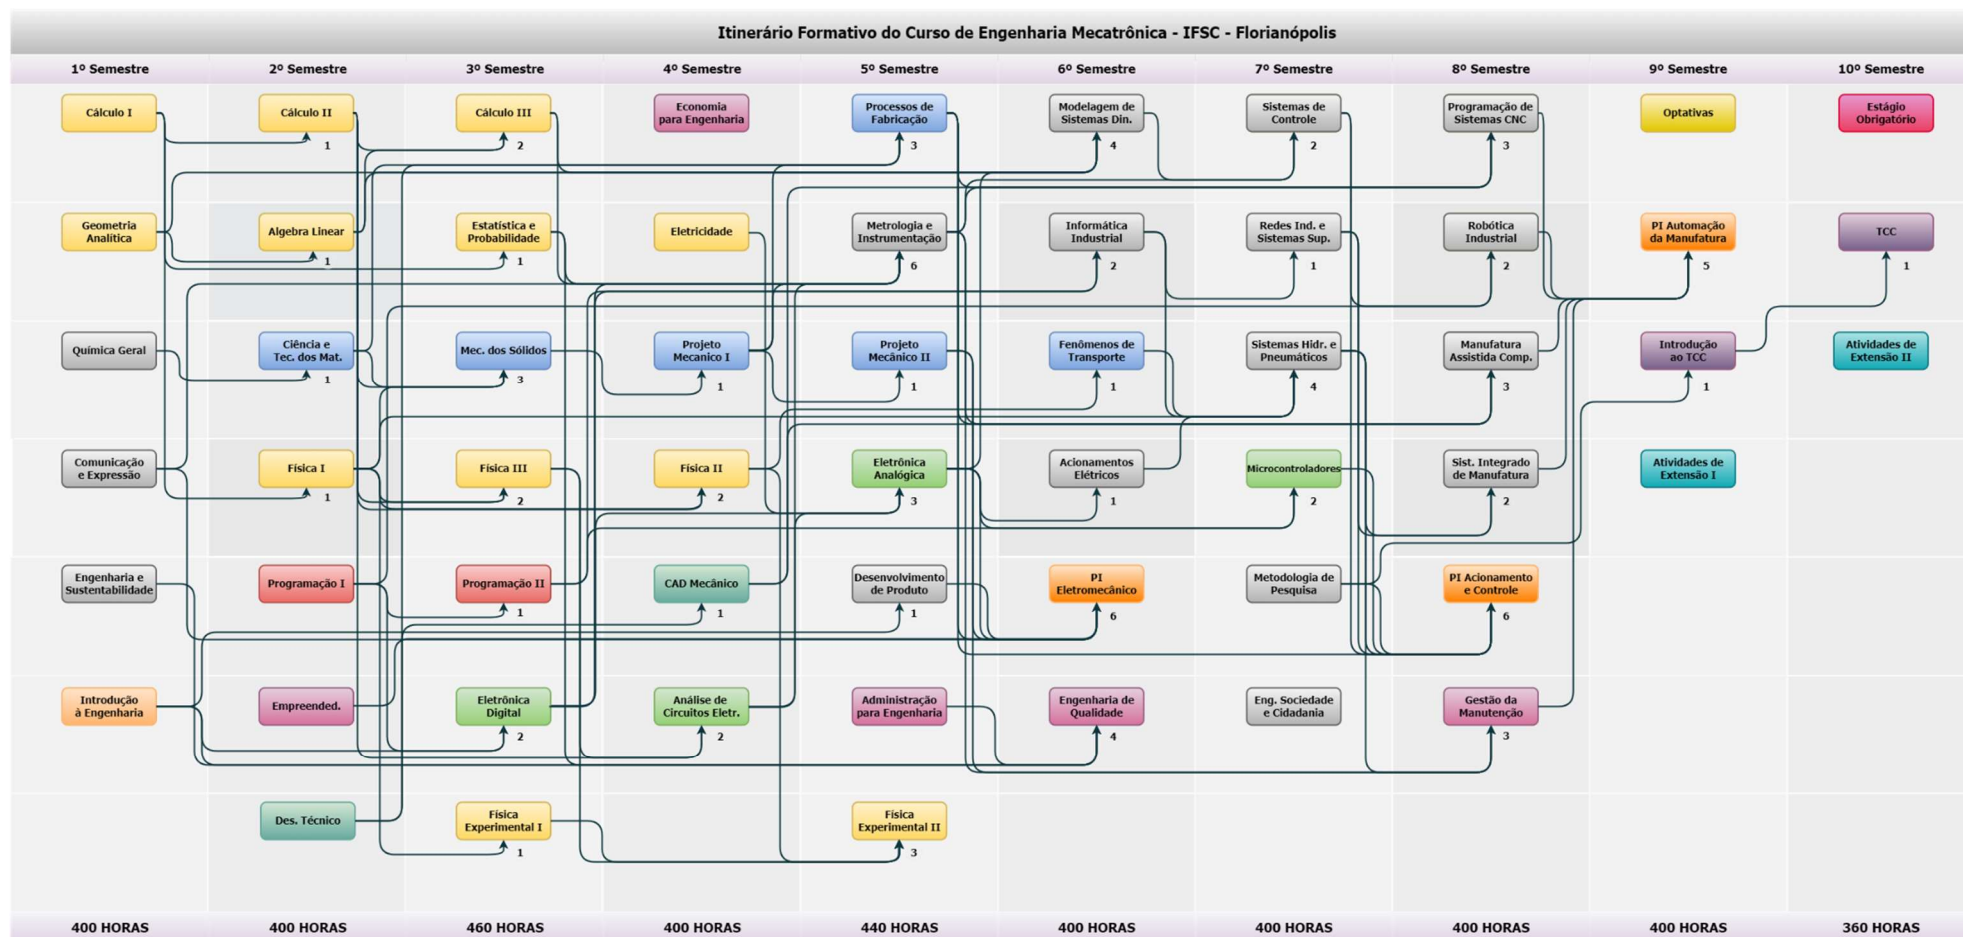 Itinerário Formativo do Curso de Engenharia Mecatrônica - IFSC - Florianópolis
1º Semestre 2º Semestre 3º Semestre 4º Semestre 5º Semestre 6º Semestre 7º Semestre 8º Semestre 9º Semestre 10º Semestre
Cálculo I
Cálculo II
1
Cálculo III
2
Economia
para Engenharia
Processos de
Fabricação
3
Modelagem de
Sistemas Din.
4
Sistemas de
Controle
2
Programação de
Sistemas CNC
3
Optativas
Estágio
Obrigatório
Geometria
Analítica
Algebra Linear
1
Estatística e
Probabilidade
1
Eletricidade
Metrologia e
Instrumentação
6
Informática
Industrial
2
Redes Ind. e
Sistemas Sup.
1
Robótica
Industrial
2
PI Automação
da Manufatura
5
TCC
1
Química Geral
Ciência e
Tec. dos Mat.
1
Mec. dos Sólidos
3
Projeto
Mecanico I
1
Projeto
Mecânico II
1
Fenômenos de
Transporte
1
Sistemas Hidr. e
Pneumáticos
4
Manufatura
Assistida Comp.
3
Introdução
ao TCC
1
Atividades de
Extensão II
Comunicação
e Expressão
Física I
1
Física III
2
Física II
2
Eletrônica
Analógica
3
Acionamentos
Elétricos
1
Microcontroladores
2
Sist. Integrado
de Manufatura
2
Atividades de
Extensão I
Engenharia e
Sustentabilidade
Programação I
Programação II
1
CAD Mecânico
1
Desenvolvimento
de Produto
1
PI
Eletromecânico
6
Metodologia de
Pesquisa
PI Acionamento
e Controle
6
Introdução
à Engenharia
Empreended.
Eletrônica
Digital
2
Análise de
Circuitos Eletr.
2
Administração
para Engenharia
Engenharia de
Qualidade
4
Eng. Sociedade
e Cidadania
Gestão da
Manutenção
3
Des. Técnico
Física
Experimental I
1
Física
Experimental II
3
400 HORAS 400 HORAS 460 HORAS 400 HORAS 440 HORAS 400 HORAS 400 HORAS 400 HORAS 400 HORAS 360 HORAS